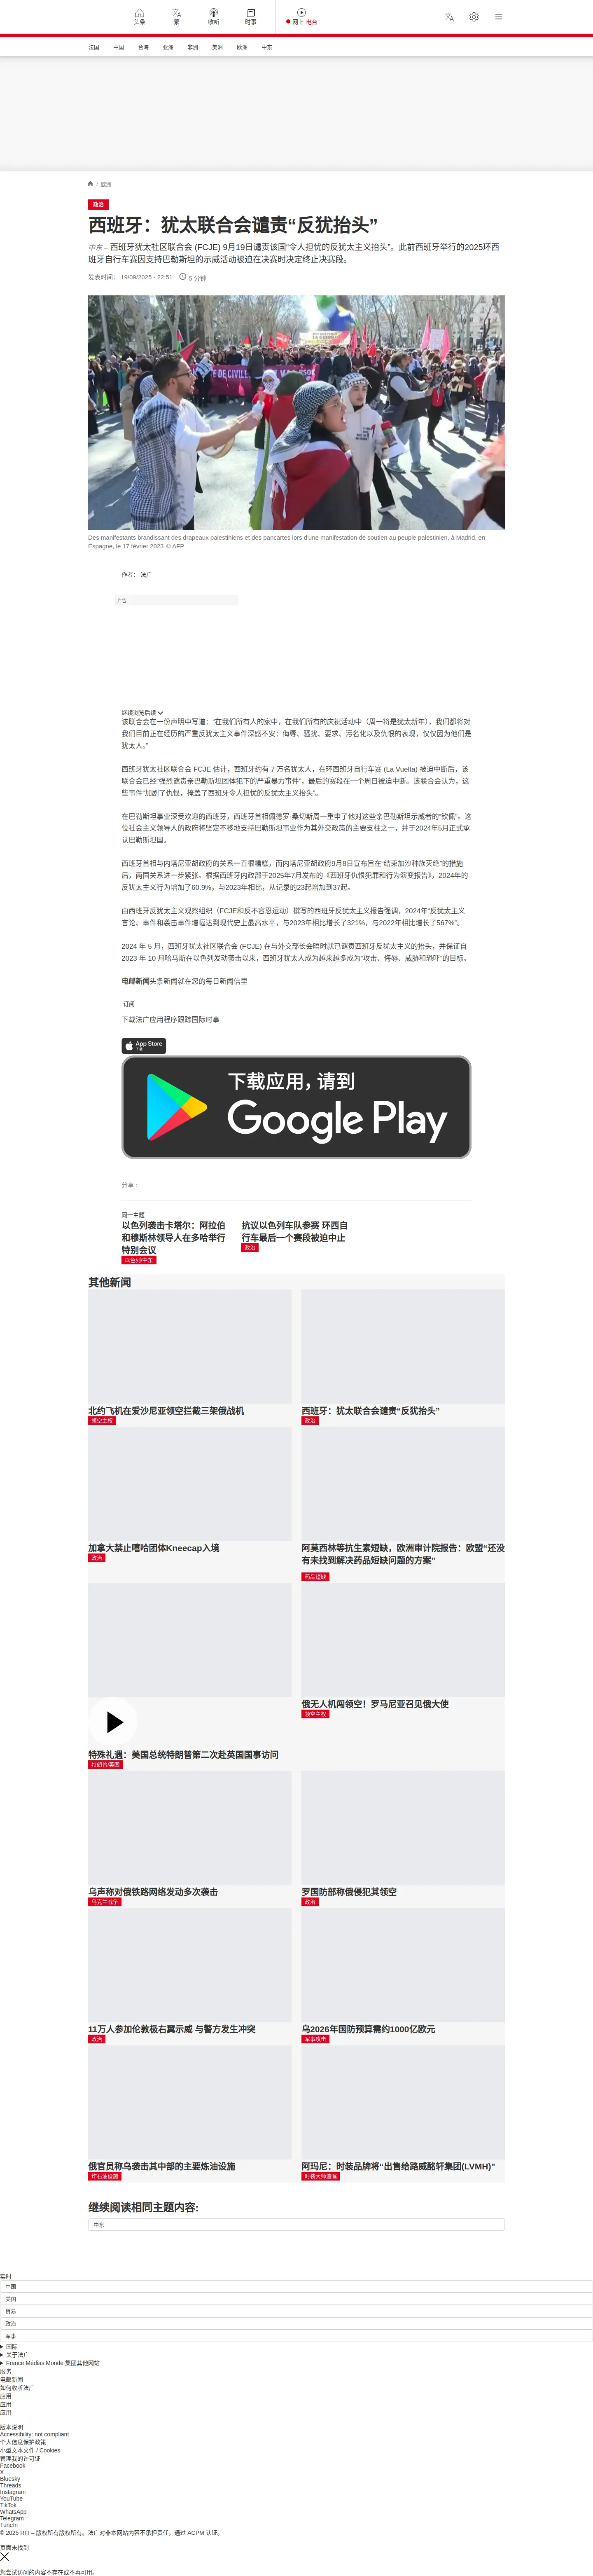 头条
繁
收听
时事
网上 电台
法国
中国
台海
亚洲
非洲
美洲
欧洲
中东
/ 欧洲
政治
西班牙：犹太联合会谴责“反犹抬头”
中东 – 西班牙犹太社区联合会 (FCJE) 9月19日谴责该国“令人担忧的反犹太主义抬头”。此前西班牙举行的2025环西
班牙自行车赛因支持巴勒斯坦的示威活动被迫在决赛时决定终止决赛段。
发表时间： 19/09/2025 - 22:51
5 分钟
Des manifestants brandissant des drapeaux palestiniens et des pancartes lors d'une manifestation de soutien au peuple palestinien, à Madrid, en
Espagne, le 17 février 2023 © AFP
作者： 法广
广告
继续浏览后续
该联合会在一份声明中写道：“在我们所有人的家中，在我们所有的庆祝活动中（周一将是犹太新年），我们都将对
我们目前正在经历的严重反犹太主义事件深感不安：侮辱、骚扰、要求、污名化以及仇恨的表现，仅仅因为他们是
犹太人。”
西班牙犹太社区联合会 FCJE 估计，西班牙约有 7 万名犹太人，在环西班牙自行车赛 (La Vuelta) 被迫中断后，该
联合会已经“强烈谴责亲巴勒斯坦团体犯下的严重暴力事件”，最后的赛段在一个周日被迫中断。该联合会认为，这
些事件“加剧了仇恨，掩盖了西班牙令人担忧的反犹太主义抬头”。
在巴勒斯坦事业深受欢迎的西班牙，西班牙首相佩德罗·桑切斯周一重申了他对这些亲巴勒斯坦示威者的“钦佩”。这
位社会主义领导人的政府将坚定不移地支持巴勒斯坦事业作为其外交政策的主要支柱之一，并于2024年5月正式承
认巴勒斯坦国。
西班牙首相与内塔尼亚胡政府的关系一直很糟糕，而内塔尼亚胡政府9月8日宣布旨在“结束加沙种族灭绝”的措施
后，两国关系进一步紧张。根据西班牙内政部于2025年7月发布的《西班牙仇恨犯罪和行为演变报告》，2024年的
反犹太主义行为增加了60.9%，与2023年相比，从记录的23起增加到37起。
由西班牙反犹太主义观察组织（FCJE和反不容忍运动）撰写的西班牙反犹太主义报告强调，2024年“反犹太主义
言论、事件和袭击事件增幅达到现代史上最高水平，与2023年相比增长了321%，与2022年相比增长了567%”。
2024 年 5 月，西班牙犹太社区联合会 (FCJE) 在与外交部长会晤时就已谴责西班牙反犹太主义的抬头，并保证自
2023 年 10 月哈马斯在以色列发动袭击以来，西班牙犹太人成为越来越多成为“攻击、侮辱、威胁和恐吓”的目标。
电邮新闻头条新闻就在您的每日新闻信里
订阅
下载法广应用程序跟踪国际时事
App Store
下载
下载应用，请到
Google Play
分享：
同一主题
以色列袭击卡塔尔：阿拉伯
和穆斯林领导人在多哈举行
特别会议
以色列/中东
抗议以色列车队参赛 环西自
行车最后一个赛段被迫中止
政治
其他新闻
北约飞机在爱沙尼亚领空拦截三架俄战机
领空主权
西班牙：犹太联合会谴责“反犹抬头”
政治
加拿大禁止嘻哈团体Kneecap入境
政治
阿莫西林等抗生素短缺，欧洲审计院报告：欧盟“还没
有未找到解决药品短缺问题的方案”
药品短缺
特殊礼遇：美国总统特朗普第二次赴英国国事访问
特朗普/英国
俄无人机闯领空！罗马尼亚召见俄大使
领空主权
乌声称对俄铁路网络发动多次袭击
乌克兰战争
罗国防部称俄侵犯其领空
政治
11万人参加伦敦极右翼示威 与警方发生冲突
政治
乌2026年国防预算需约1000亿欧元
军事攻击
俄官员称乌袭击其中部的主要炼油设施
炸石油设施
阿玛尼：时装品牌将“出售给路威酩轩集团(LVMH)”
时装大师遗嘱
继续阅读相同主题内容:
中东
实时
中国
美国
贸易
政治
军事
国际
关于法广
France Médias Monde 集团其他网站
服务
电邮新闻
如何收听法广
应用
应用
应用
版本说明
Accessibility: not compliant
个人信息保护政策
小型文本文件 / Cookies
管理我的许可证
Facebook
X
Bluesky
Threads
Instagram
YouTube
TikTok
WhatsApp
Telegram
TuneIn
© 2025 RFI – 版权所有版权所有。法广对非本网站内容不承担责任。通过 ACPM 认证。
页面未找到
您尝试访问的内容不存在或不再可用。